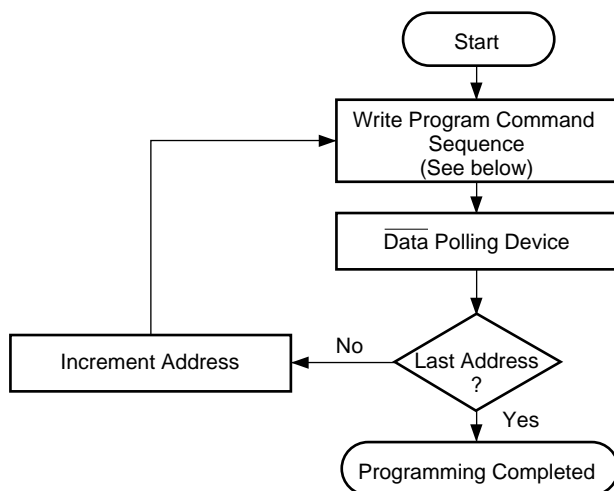 Start
Write Program Command
Sequence
(See below)
Data Polling Device
Increment Address
No
Last Address
?
Yes
Programming Completed